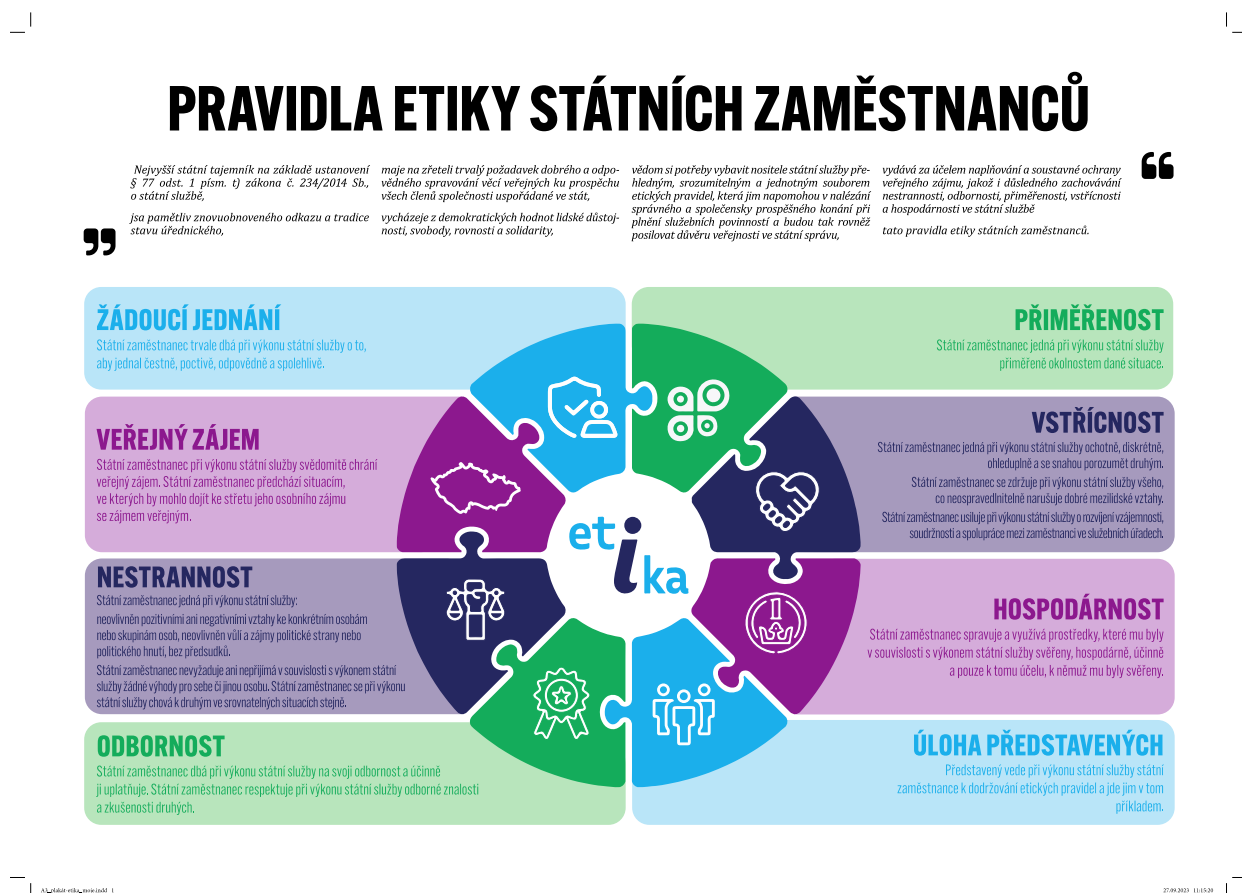 PRAVIDLA ETIKY STÁTNÍCH ZAMĚSTNANCŮ
Nejvyšší státní tajemník na základě ustanovení
§ 77 odst. 1 písm. t) zákona č. 234/2014 Sb.,
o státní službě,
jsa pamětliv znovuobnoveného odkazu a tradice
stavu úřednického,
maje na zřeteli trvalý požadavek dobrého a odpo-
vědného spravování věcí veřejných ku prospěchu
všech členů společnosti uspořádané ve stát,
vycházeje z demokratických hodnot lidské důstoj-
nosti, svobody, rovnosti a solidarity,
vědom si potřeby vybavit nositele státní služby pře-
hledným, srozumitelným a jednotným souborem
etických pravidel, která jim napomohou v nalézání
správného a společensky prospěšného konání při
plnění služebních povinností a budou tak rovněž
posilovat důvěru veřejnosti ve státní správu,
vydává za účelem naplňování a soustavné ochrany
veřejného zájmu, jakož i důsledného zachovávání
nestrannosti, odbornosti, přiměřenosti, vstřícnosti
a hospodárnosti ve státní službě
tato pravidla etiky státních zaměstnanců.
ŽÁDOUCÍ JEDNÁNÍ
Státní zaměstnanec trvale dbá při výkonu státní služby o to,
aby jednal čestně, poctivě, odpovědně a spolehlivě.
VEŘEJNÝ ZÁJEM
Státní zaměstnanec při výkonu státní služby svědomitě chrání
veřejný zájem. Státní zaměstnanec předchází situacím,
ve kterých by mohlo dojít ke střetu jeho osobního zájmu
se zájmem veřejným.
NESTRANNOST
Státní zaměstnanec jedná při výkonu státní služby:
neovlivněn pozitivními ani negativními vztahy ke konkrétním osobám
nebo skupinám osob, neovlivněn vůlí a zájmy politické strany nebo
politického hnutí, bez předsudků.
Státní zaměstnanec nevyžaduje ani nepřijímá v souvislosti s výkonem státní
služby žádné výhody pro sebe či jinou osobu. Státní zaměstnanec se při výkonu
státní služby chová k druhým ve srovnatelných situacích stejně.
ODBORNOST
Státní zaměstnanec dbá při výkonu státní služby na svoji odbornost a účinně
ji uplatňuje. Státní zaměstnanec respektuje při výkonu státní služby odborné znalosti
a zkušenosti druhých.
etika
1
PŘIMĚŘENOST
Státní zaměstnanec jedná při výkonu státní služby
přiměřeně okolnostem dané situace.
VSTŘÍCNOST
Státní zaměstnanec jedná při výkonu státní služby ochotně, diskrétně,
ohleduplně a se snahou porozumět druhým.
Státní zaměstnanec se zdržuje při výkonu státní služby všeho,
co neospravedlnitelně narušuje dobré mezilidské vztahy.
Státní zaměstnanec usiluje při výkonu státní služby o rozvíjení vzájemnosti,
soudržnosti a spolupráce mezi zaměstnanci ve služebních úřadech.
HOSPODÁRNOST
Státní zaměstnanec spravuje a využívá prostředky, které mu byly
v souvislosti s výkonem státní služby svěřeny, hospodárně, účinně
a pouze k tomu účelu, k němuž mu byly svěřeny.
ÚLOHA PŘEDSTAVENÝCH
Představený vede při výkonu státní služby státní
zaměstnance k dodržování etických pravidel a jde jim v tom
příkladem.
A3_plakát-etika_moje.indd 1
27.09.2023 11:15:20